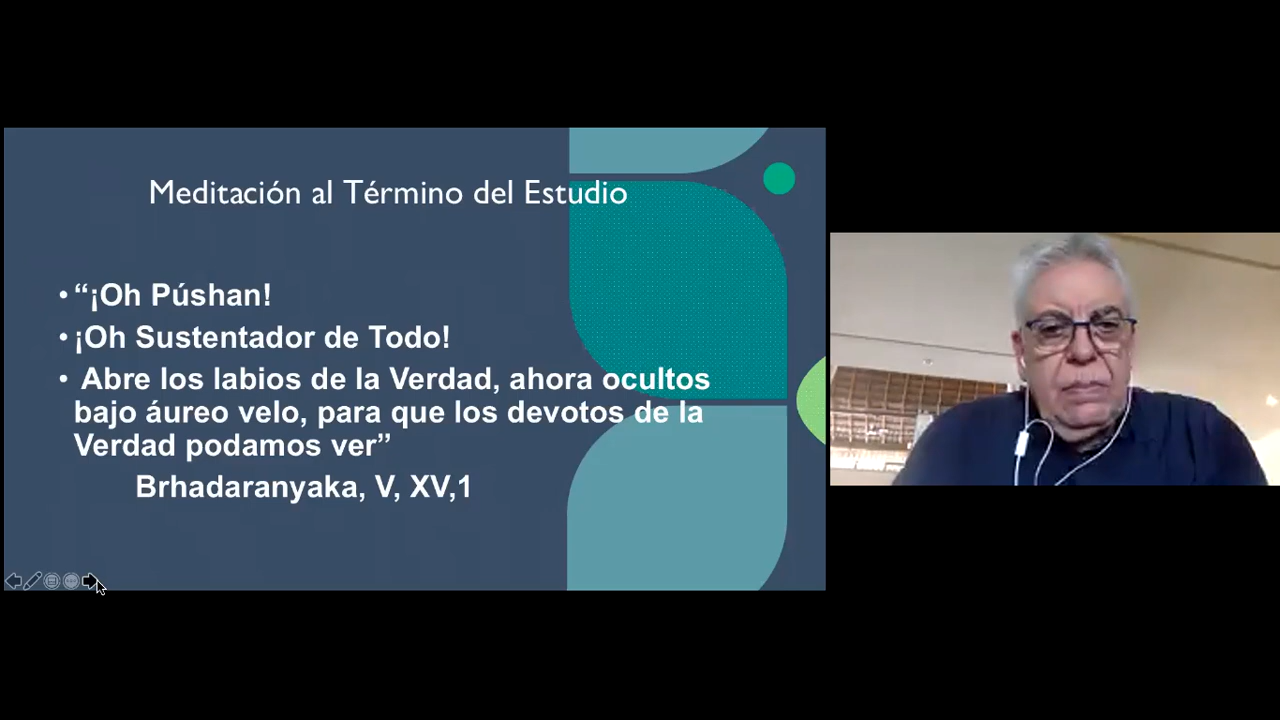 Meditación al Término del Estudio
• “¡Oh Púshan!
• ¡Oh Sustentador de Todo!
• Abre los labios de la Verdad, ahora ocultos
bajo áureo velo, para que los devotos de la
Verdad podamos ver”
Brhadaranyaka, V, XV,1